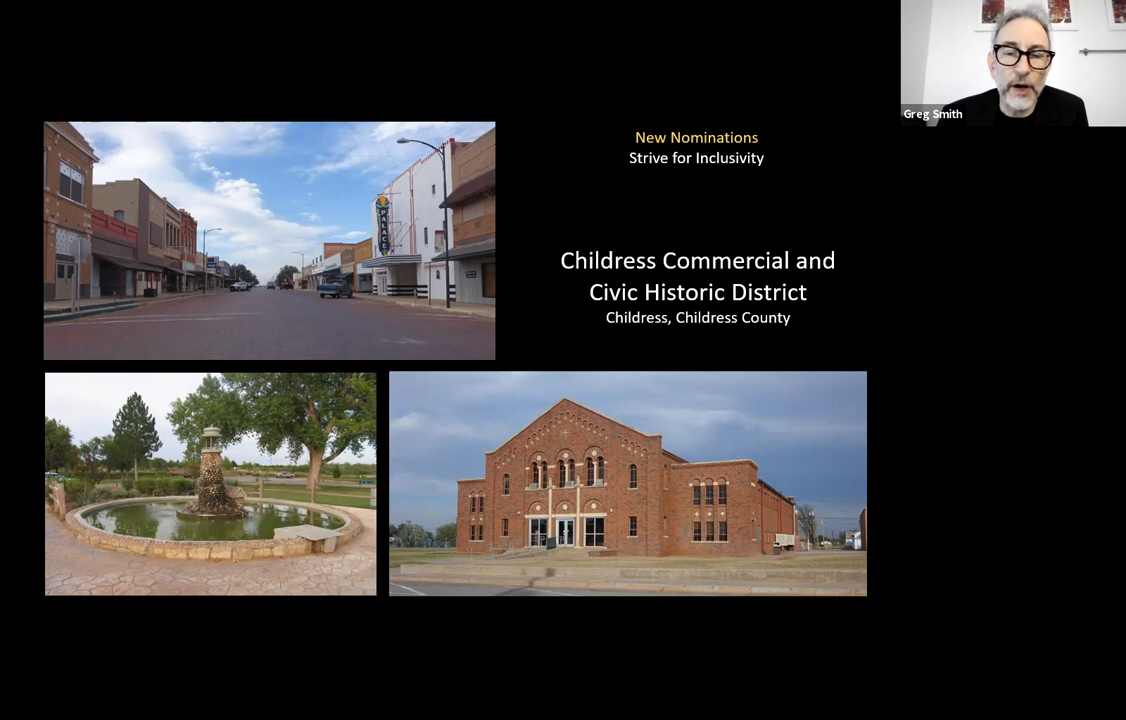 Greg Smith
New Nominations
Strive for Inclusivity
PALACE
Childress Commercial and
Civic Historic District
Childress, Childress County